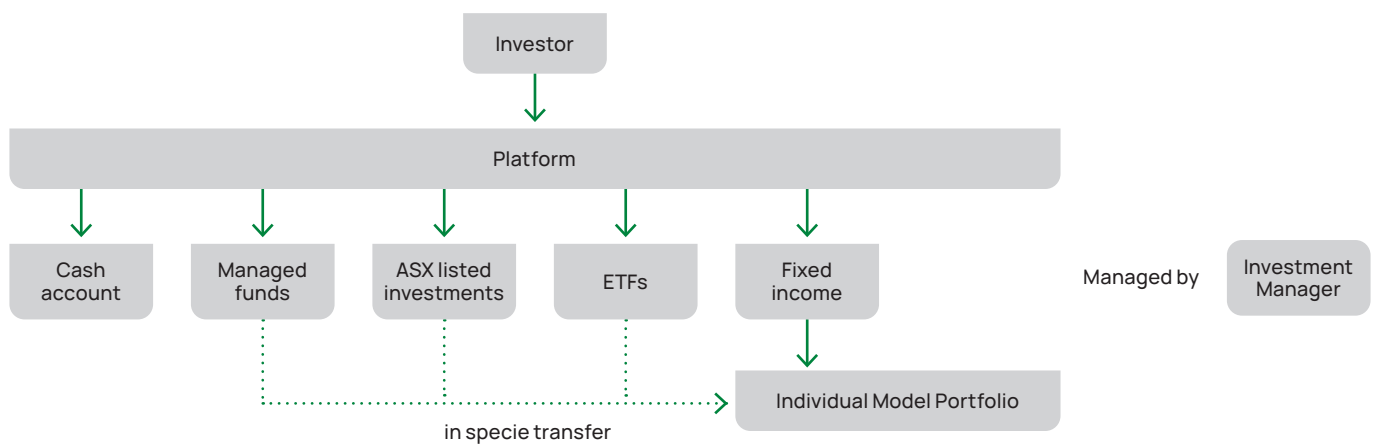 Investor
Platform
Cash
account
Managed
funds
ASX listed
investments
ETFs
Fixed
income
Managed by
Investment
Manager
Individual Model Portfolio
in specie transfer